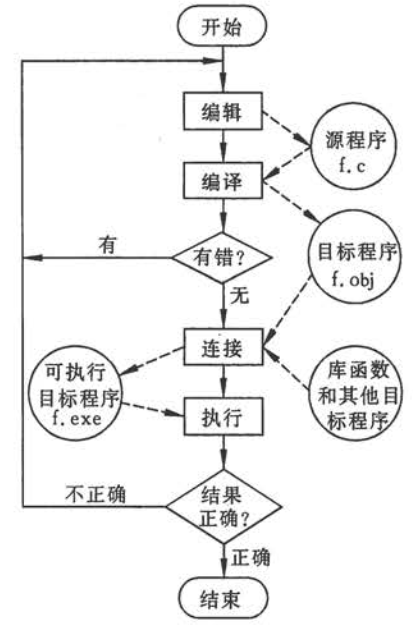 开始
编辑
源程序
f.c
编译
有
有错?
目标程序
f.obj
无
连接
可执行
目标程序
f.exe
库函数
和其他目
标程序
执行
不正确
结果
正确?
正确
结束